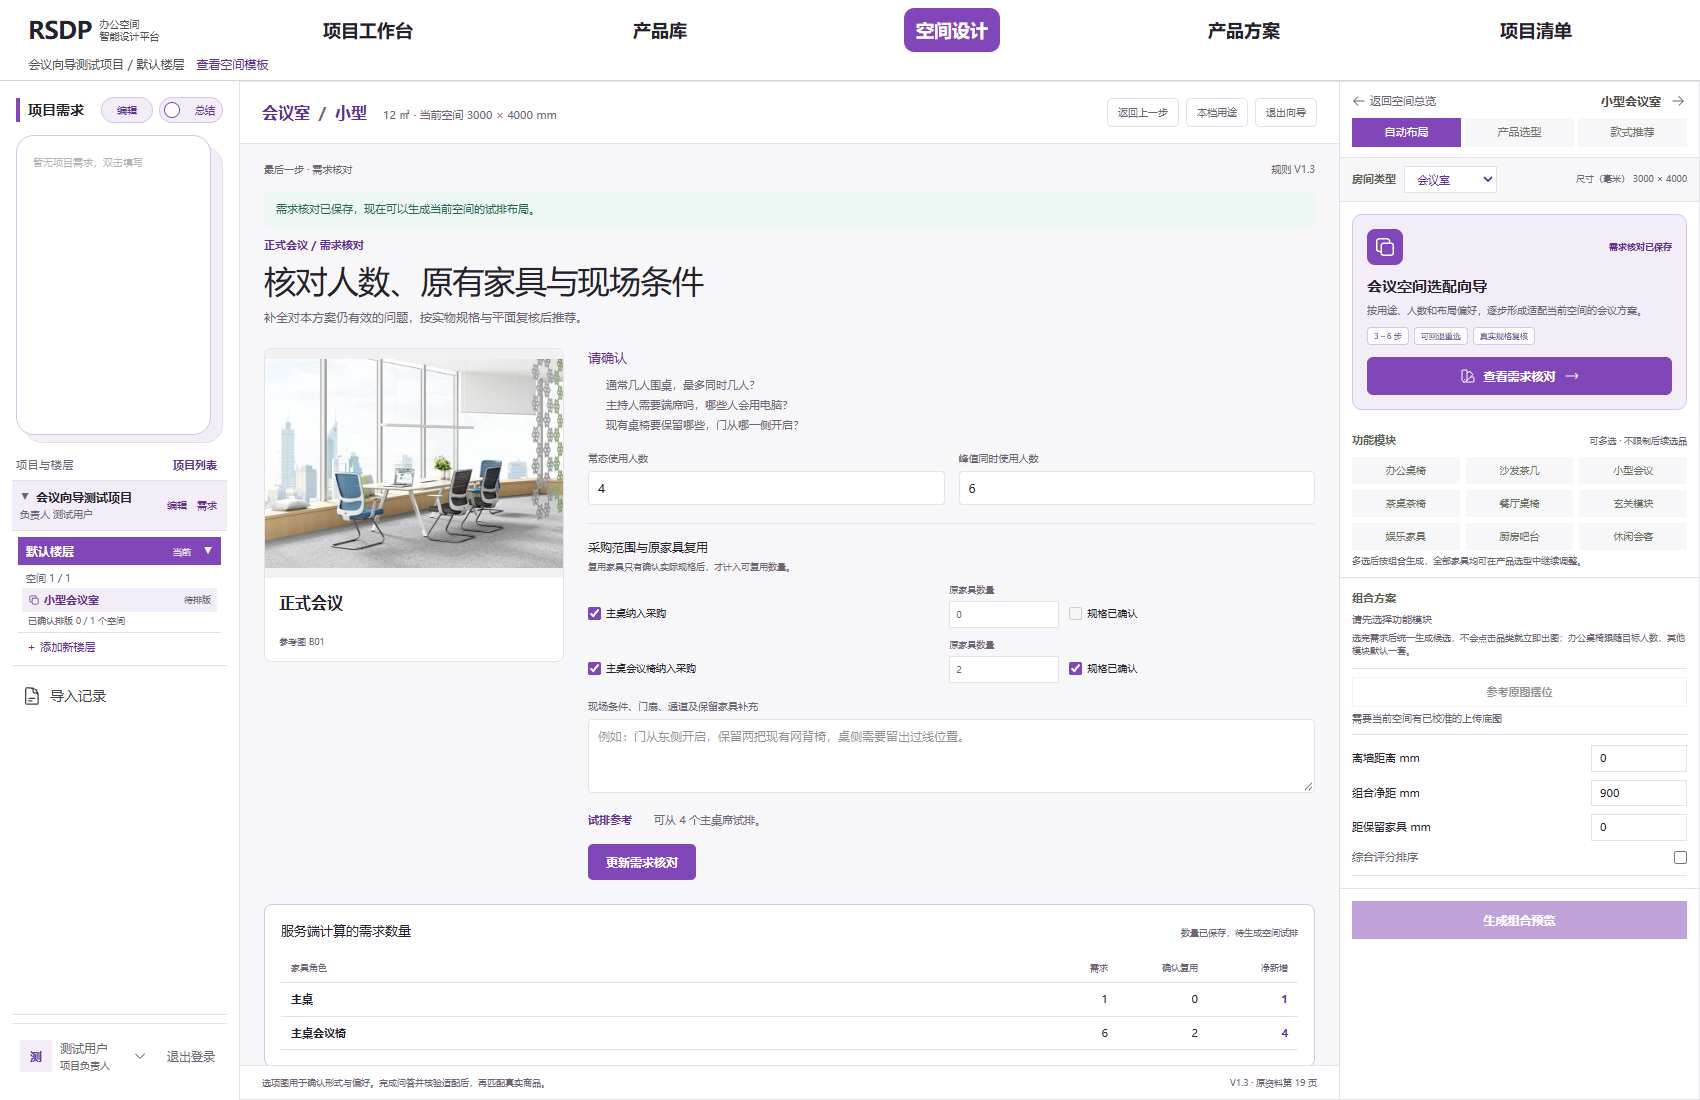 RSDP
办公空间
智能设计平台
项目工作台
产品库
空间设计
产品方案
项目清单
会议向导测试项目 / 默认楼层 查看空间模板
项目需求
编辑
总结
暂无项目需求，双击填写
项目与楼层
项目列表
▼ 会议向导测试项目
负责人 测试用户
编辑 需求
默认楼层
当前 ▼
空间 1 / 1
小型会议室
待排版
已确认排版 0 / 1 个空间
+ 添加新楼层
导入记录
测
测试用户
项目负责人
退出登录
会议室 / 小型 12 ㎡ · 当前空间 3000 × 4000 mm
返回上一步
本档用途
退出向导
最后一步 · 需求核对
规则 V1.3
需求核对已保存，现在可以生成当前空间的试排布局。
正式会议 / 需求核对
核对人数、原有家具与现场条件
补全对本方案仍有效的问题，按实物规格与平面复核后推荐。
正式会议
参考图 B01
请确认
通常几人围桌，最多同时几人？
主持人需要端席吗，哪些人会用电脑？
现有桌椅要保留哪些，门从哪一侧开启？
常态使用人数
峰值同时使用人数
4
6
采购范围与原家具复用
复用家具只有确认实际规格后，才计入可复用数量。
原家具数量
主桌纳入采购
0
规格已确认
原家具数量
主桌会议椅纳入采购
2
规格已确认
现场条件、门扇、通道及保留家具补充
例如：门从东侧开启，保留两把现有网背椅，桌侧需要留出过线位置。
试排参考 可从 4 个主桌席试排。
更新需求核对
服务端计算的需求数量
数量已保存，待生成空间试排
家具角色 需求 确认复用 净新增
主桌 1 0 1
主桌会议椅 6 2 4
选项图用于确认形式与偏好。完成问答并核验适配后，再匹配真实商品。
V1.3 · 原资料第 19 页
← 返回空间总览
小型会议室 →
自动布局
产品选型
款式推荐
房间类型
会议室
尺寸（毫米） 3000 × 4000
需求核对已保存
会议空间选配向导
按用途、人数和布局偏好，逐步形成适配当前空间的会议方案。
3–6 步
可回退重选
真实规格复核
查看需求核对 →
功能模块
可多选 · 不限制后续选品
办公桌椅 沙发茶几 小型会议
茶桌茶椅 餐厅桌椅 玄关模块
娱乐家具 厨房吧台 休闲会客
多选后按组合生成，全部家具均可在产品选型中继续调整。
组合方案
请先选择功能模块
选完需求后统一生成候选，不会点击品类就立即出图；办公桌椅跟随目标人数，其他
模块默认一套。
参考原图摆位
需要当前空间有已校准的上传底图
离墙距离 mm
0
组合净距 mm
900
距保留家具 mm
0
综合评分排序
生成组合预览